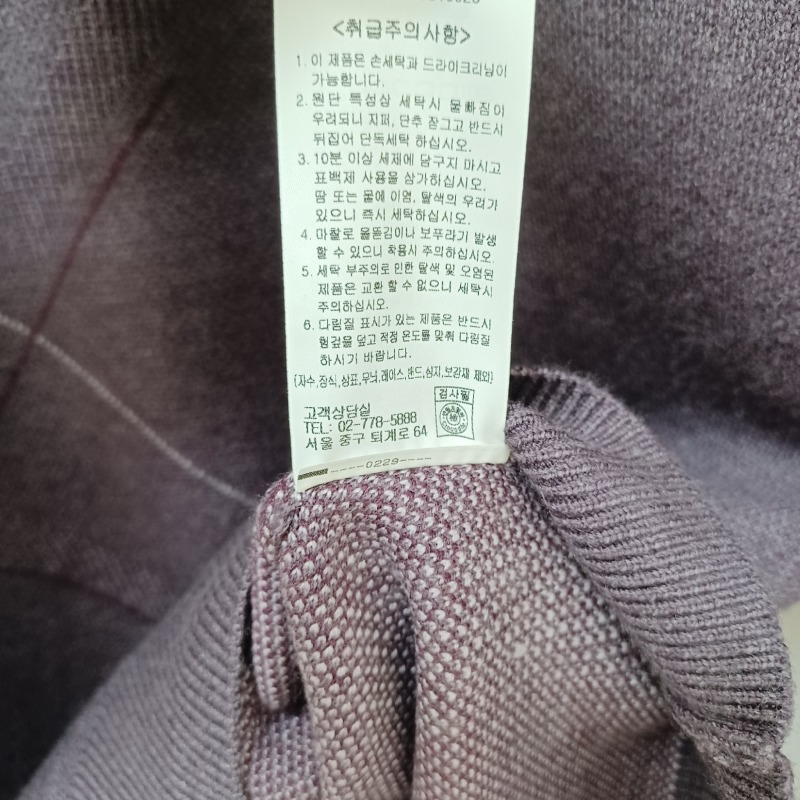 <취급주의사항>
1. 이 제품은 손세탁과 드라이크리닝이
가능합니다.
2. 원단 특성상 세탁시 물빠짐이
우려되니 지퍼, 단추 잠그고 반드시
뒤집어 단독세탁 하십시오.
3. 10분 이상 세제에 담구지 마시고
표백제 사용을 삼가하십시오.
땀 또는 물에 이염, 탈색의 우려가
있으니 즉시 세탁하십시오.
4. 마찰로 올뜯김이나 보푸라기 발생
할 수 있으니 착용시 주의하십시오.
5. 세탁 부주의로 인한 탈색 및 오염된
제품은 교환 할 수 없으니 세탁시
주의하십시오.
6. 다림질 표시가 있는 제품은 반드시
헝겊을 덮고 적정 온도를 맞춰 다림질
하시기 바랍니다.
{자수,장식,상표,무늬,레이스,밴드,심지,보강재 제외}
검사필
고객상담실
TEL: 02-778-5888
서울 중구 퇴계로 64
----0229----